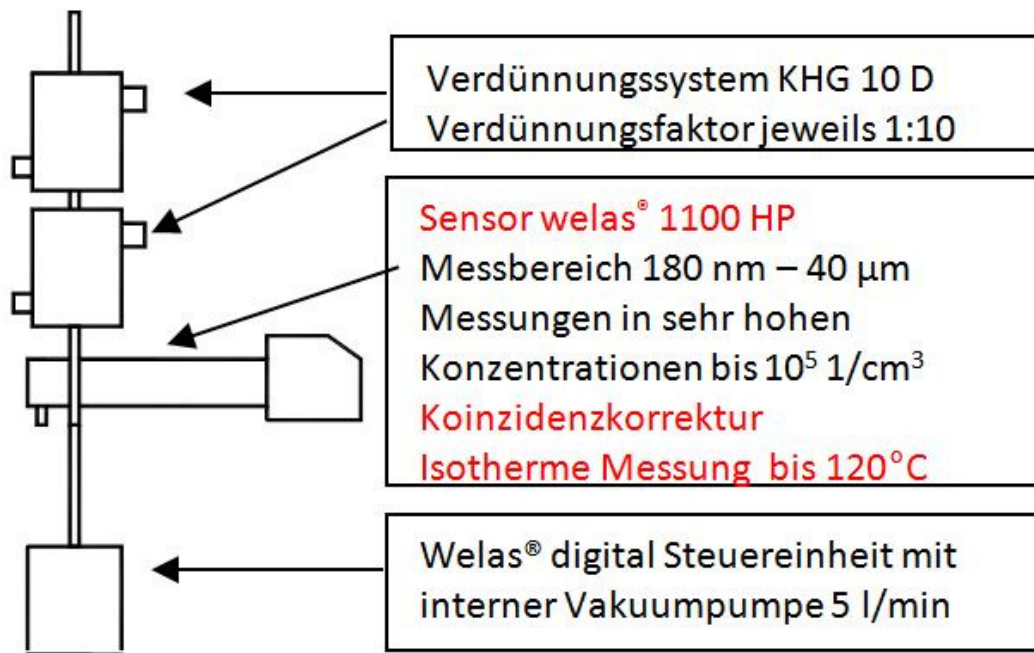 Verdünnungssystem KHG 10 D
Verdünnungsfaktor jeweils 1:10
Sensor welas® 1100 HP
Messbereich 180 nm – 40 µm
Messungen in sehr hohen
Konzentrationen bis 10⁵ 1/cm³
Koinzidenzkorrektur
Isotherme Messung bis 120°C
Welas® digital Steuereinheit mit
interner Vakuumpumpe 5 l/min